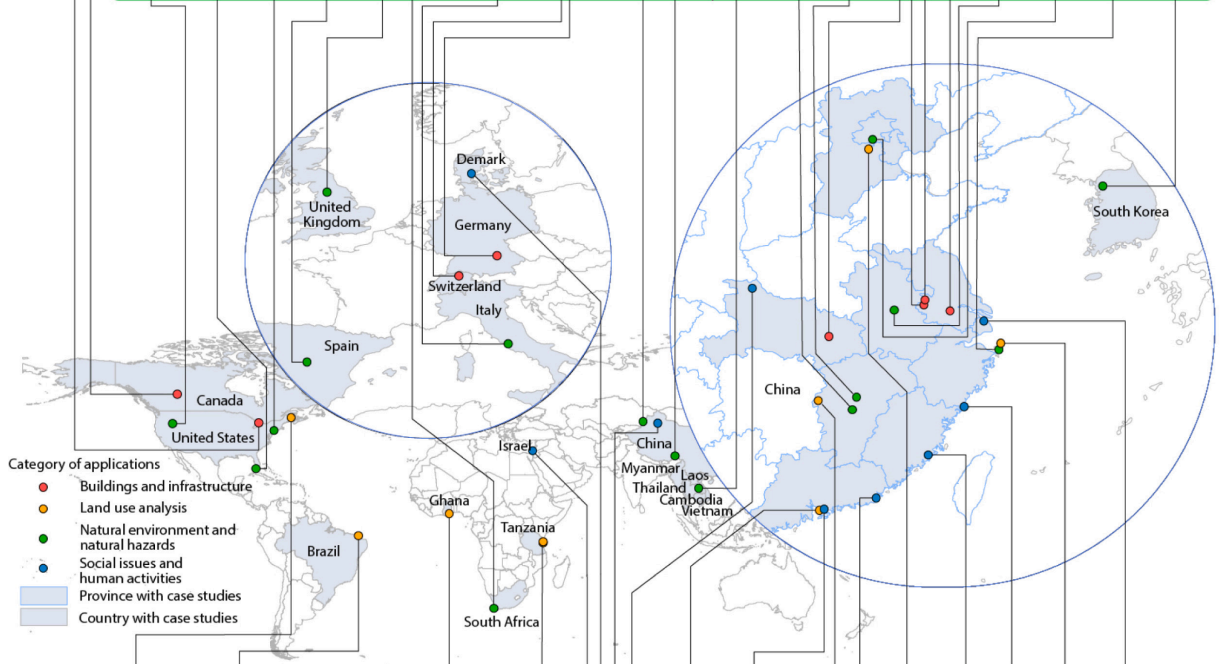 Demark
United
Kingdom
Germany
South Korea
Switzerland
Italy
Spain
China
Canada
United States
Israel
China
Category of applications
Myanmar
Laos
Buildings and infrastructure
Thailand
Cambodia
Ghana
Vietnam
Land use analysis
Tanzania
Natural environment and
natural hazards
Brazil
Social issues and
human activities
Province with case studies
Country with case studies
South Africa